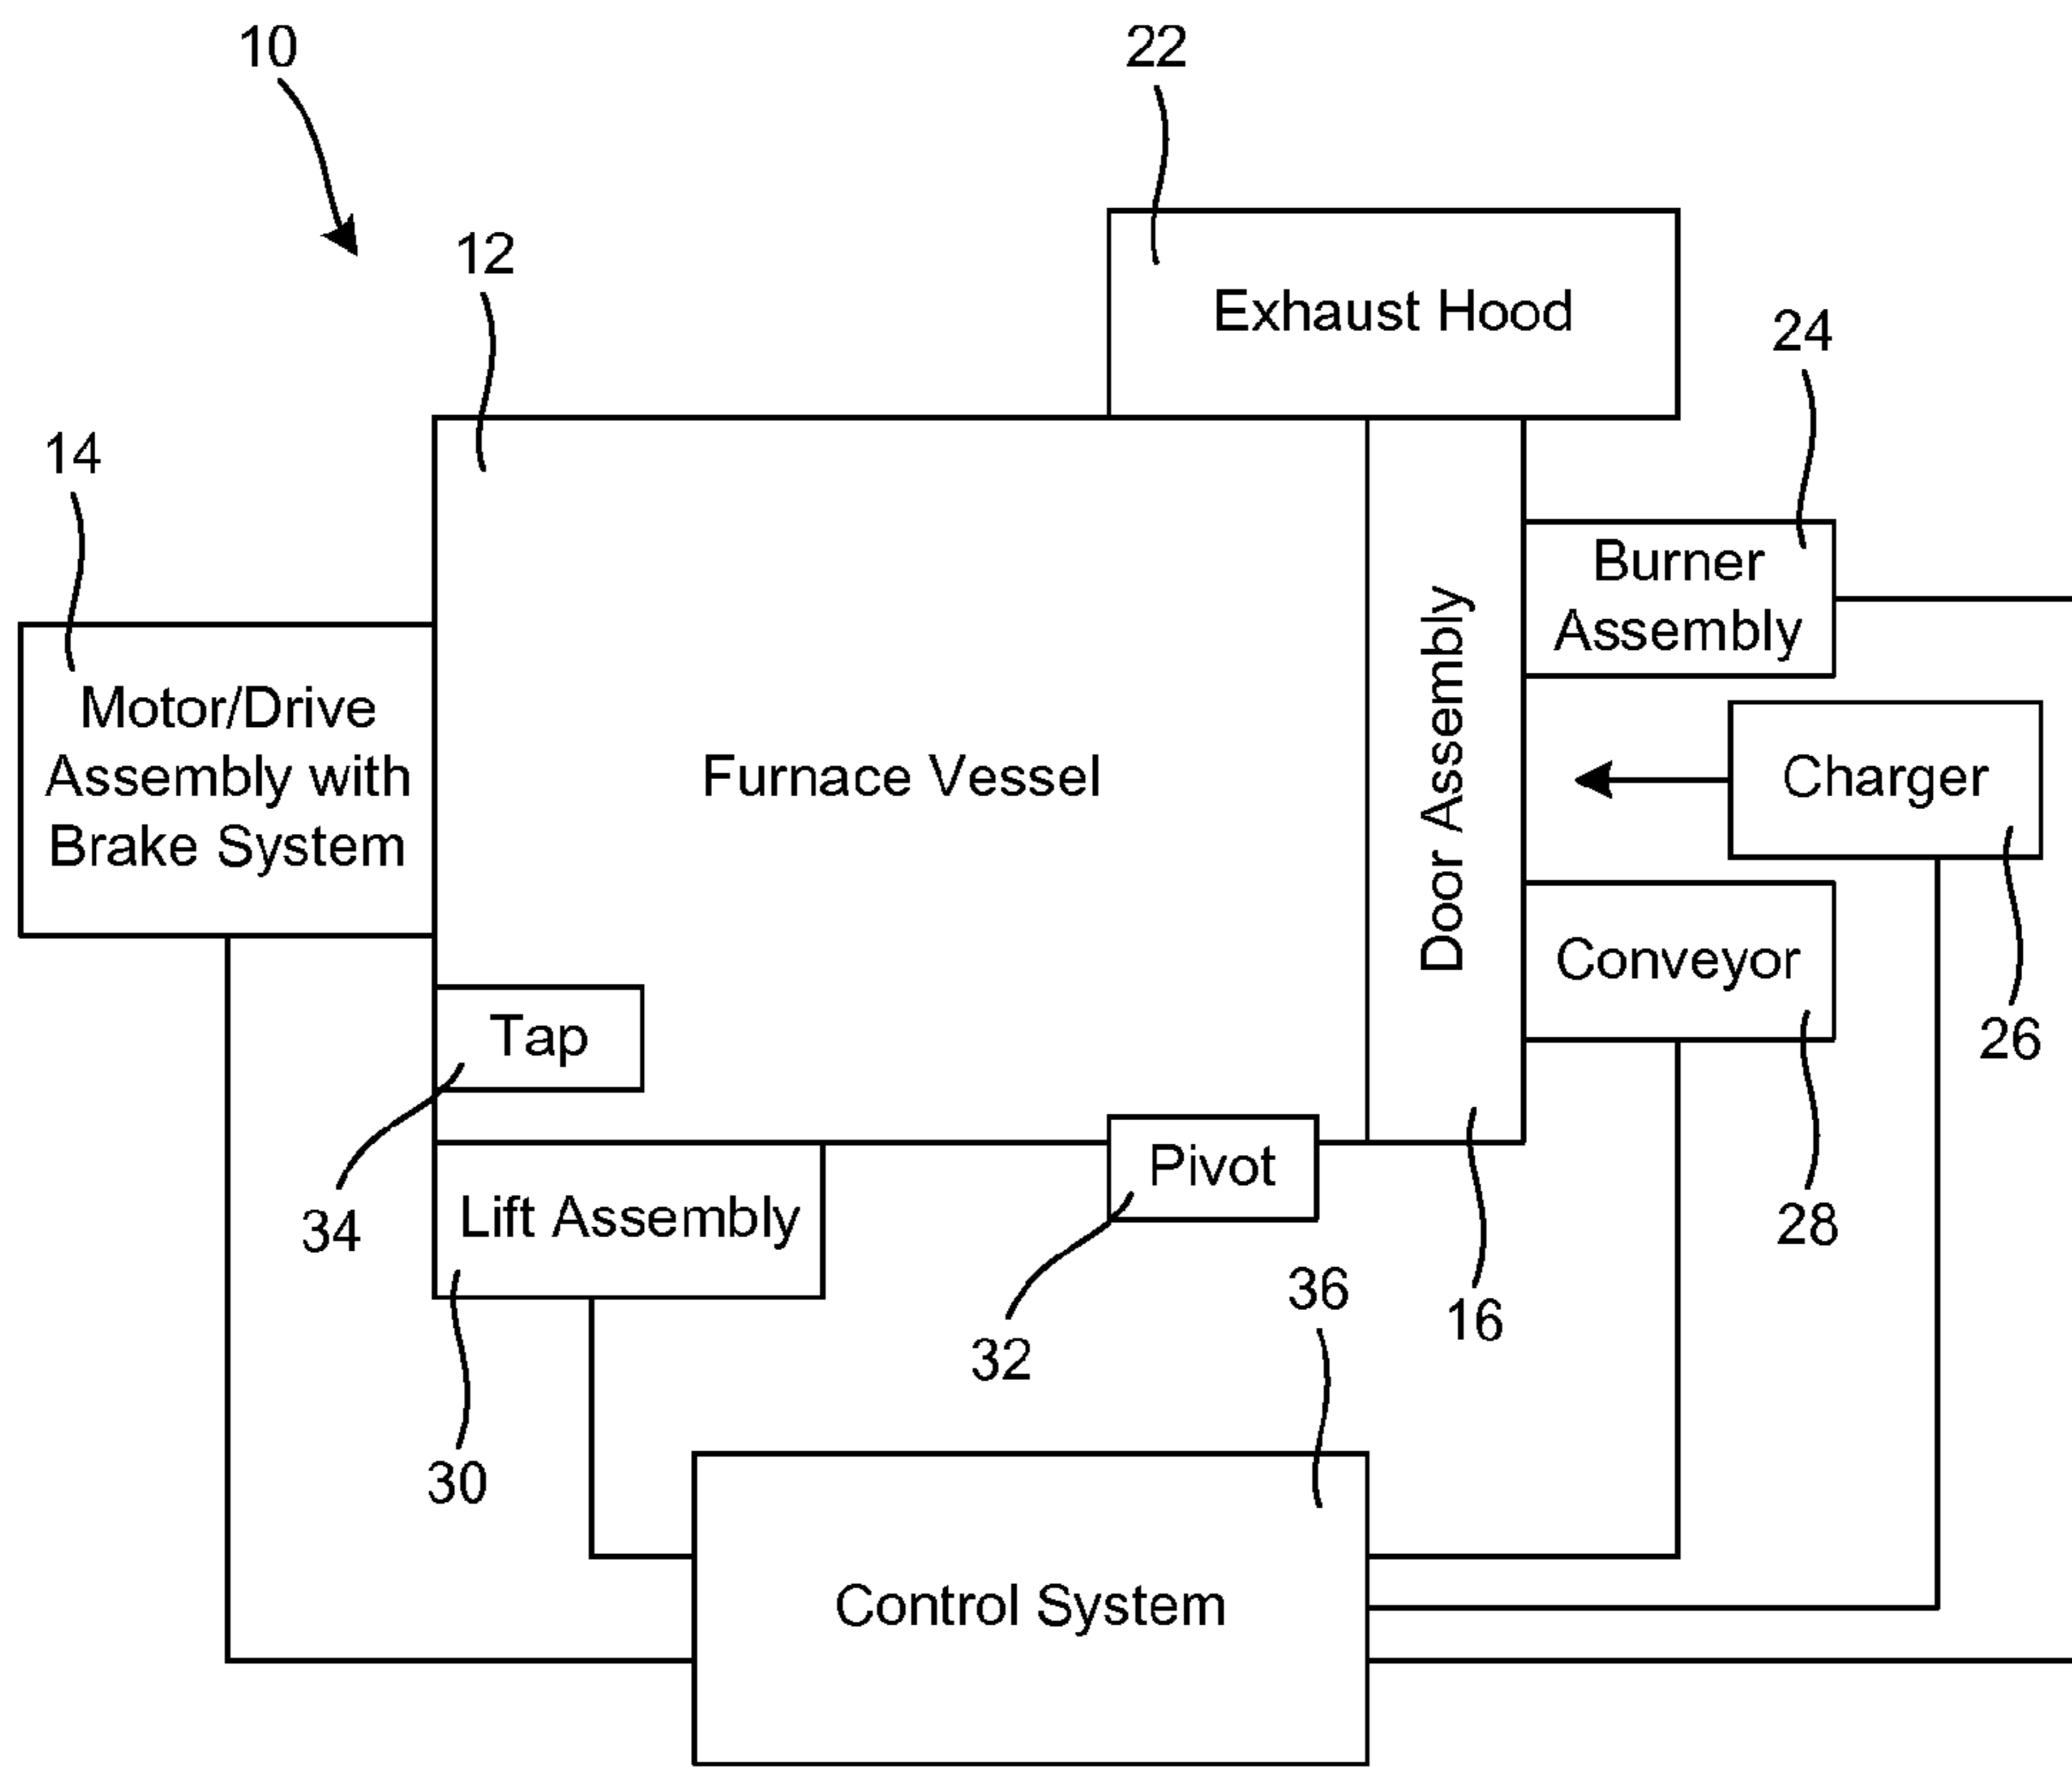 10
22
12
Exhaust Hood
24
14
Burner
Assembly
Motor/Drive
Assembly with
Brake System
Furnace Vessel
Door Assembly
Charger
Conveyor
Tap
26
Pivot
Lift Assembly
34
28
36
16
32
30
Control System